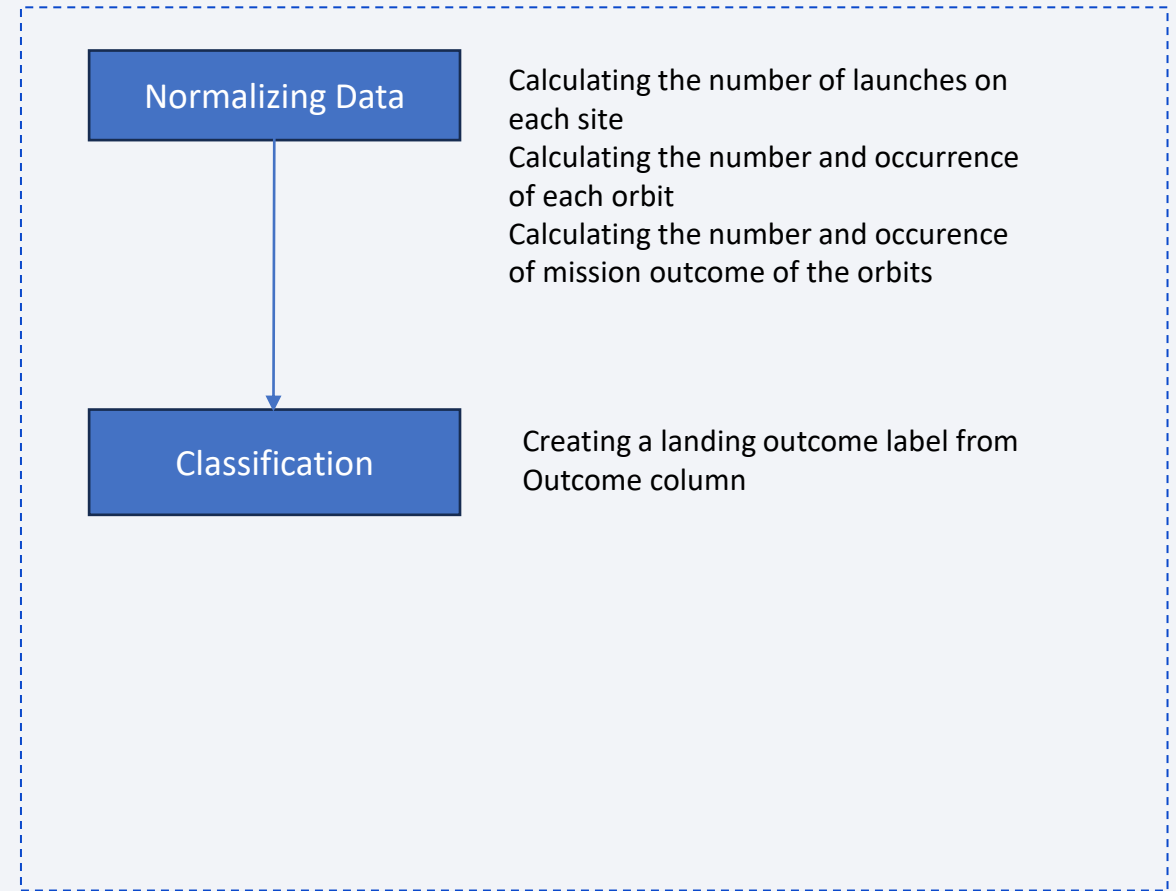 Normalizing Data
Calculating the number of launches on
each site
Calculating the number and occurrence
of each orbit
Calculating the number and occurence
of mission outcome of the orbits
Classification
Creating a landing outcome label from
Outcome column